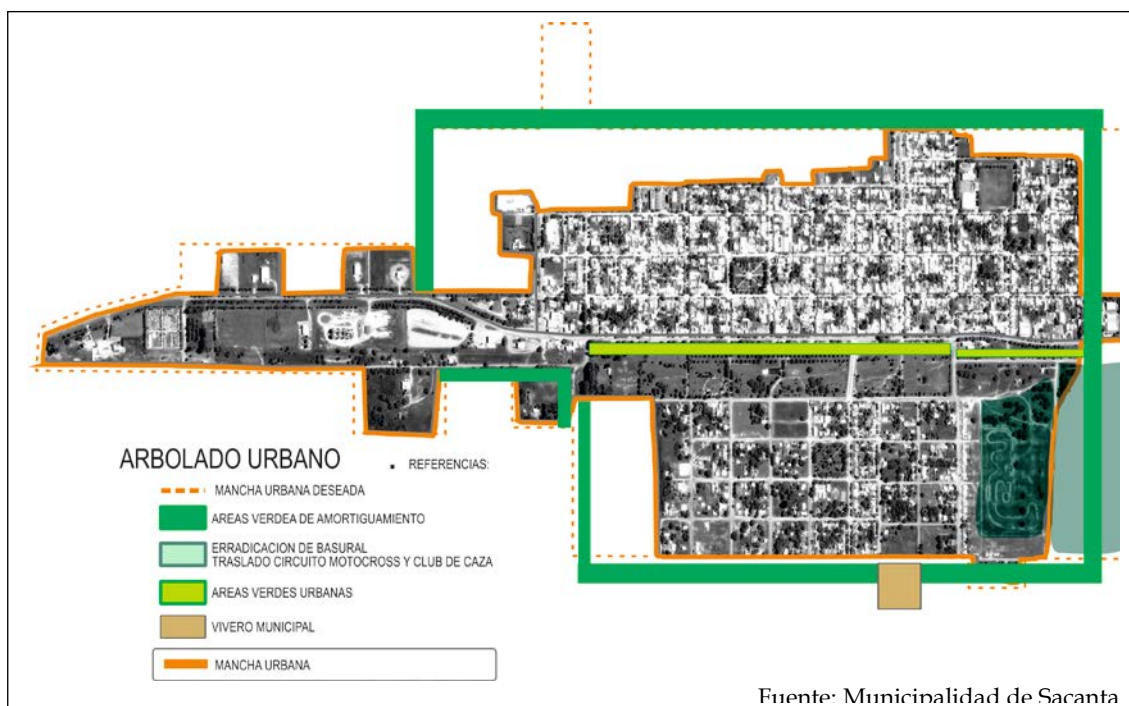 ARBOLADO URBANO
REFERENCIAS:
MANCHA URBANA DESEADA
AREAS VERDEA DE AMORTIGUAMIENTO
ERRADICACION DE BASURAL
TRASLADO CIRCUITO MOTOCROSS Y CLUB DE CAZA
AREAS VERDES URBANAS
VIVERO MUNICIPAL
MANCHA URBANA
Fuente: Municipalidad de Sacanta